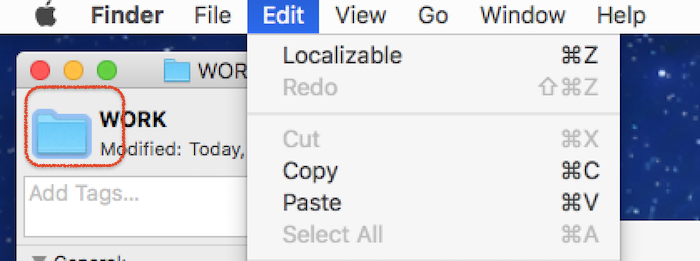 Finder File Edit View Go Window Help
WOR
Localizable ⌘Z
Redo ⇧⌘Z
WORK
Modified: Today,
Cut ⌘X
Copy ⌘C
Add Tags...
Paste ⌘V
Select All ⌘A
General: